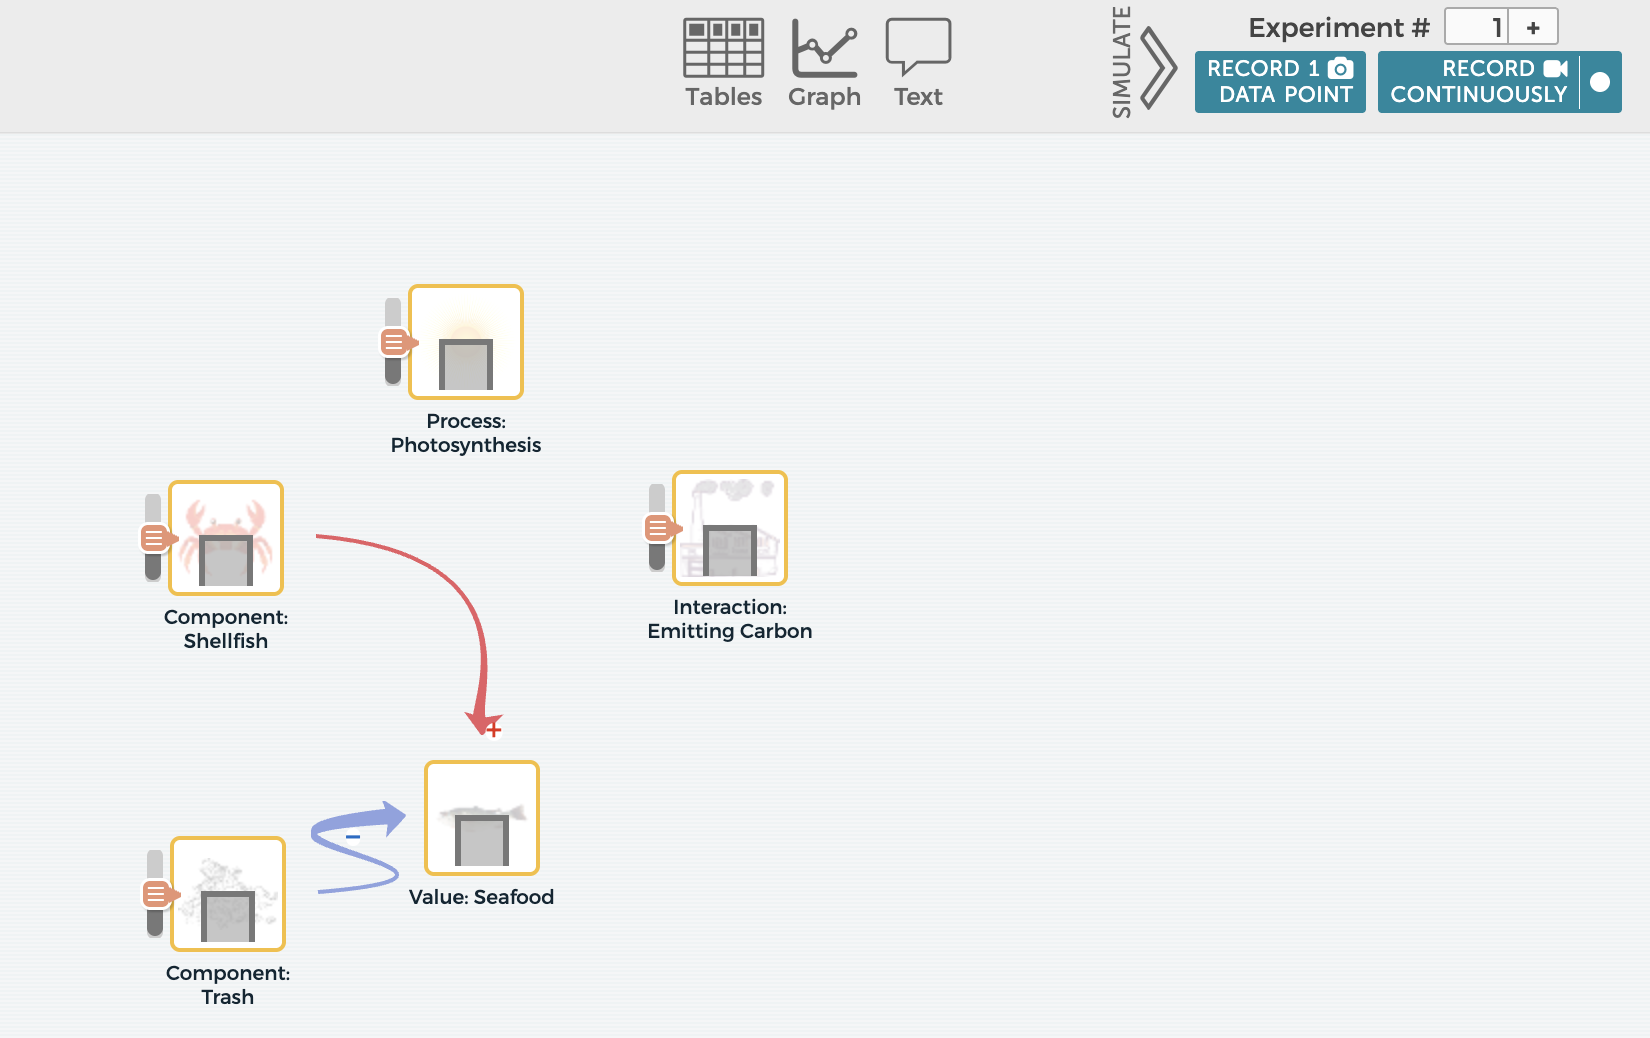 Tables
Graph
Text
SIMULATE
Experiment #
1
+
RECORD 1
DATA POINT
RECORD
CONTINUOUSLY
Process:
Photosynthesis
Component:
Shellfish
Interaction:
Emitting Carbon
+
−
Value: Seafood
Component:
Trash